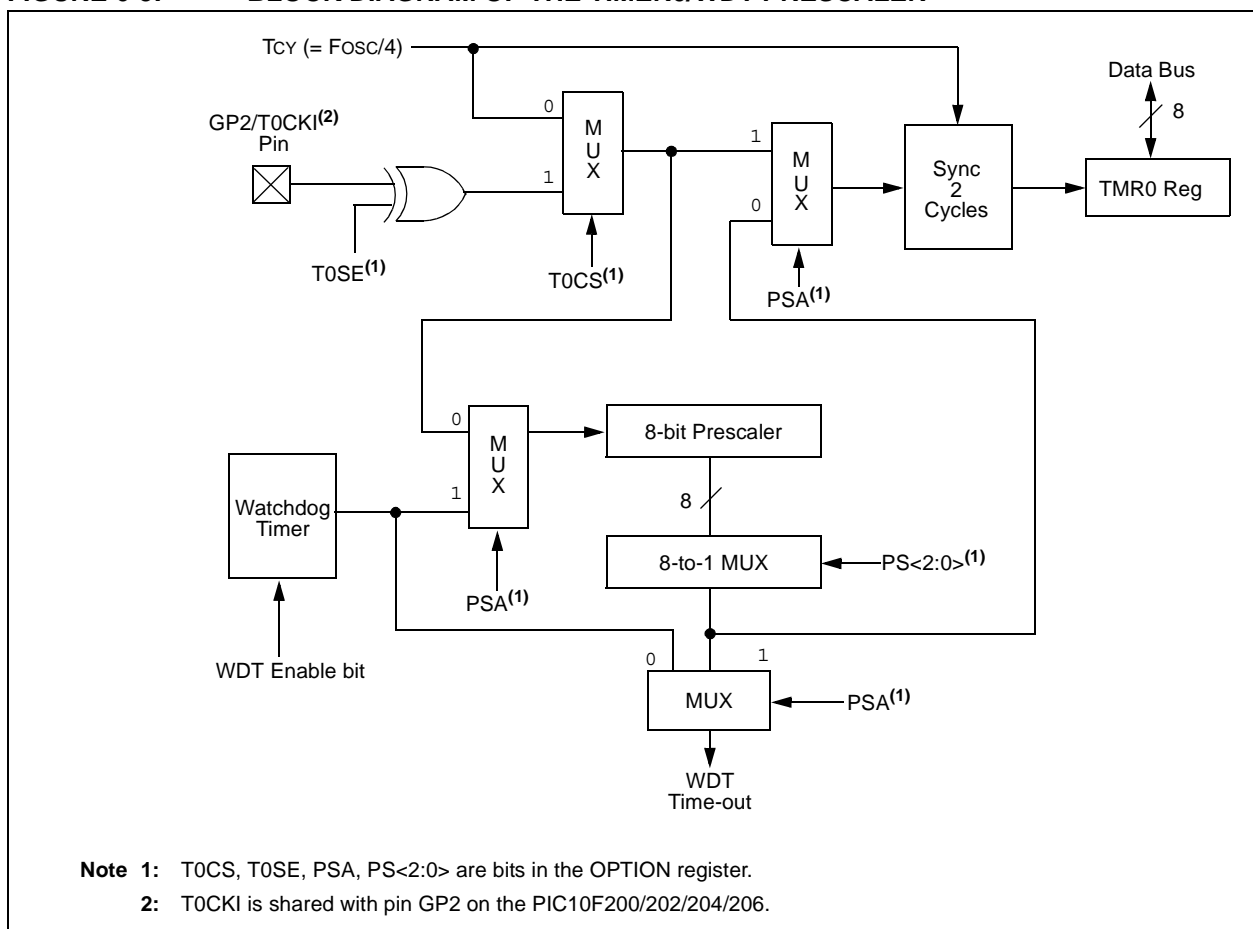 TCY (= FOSC/4)
Data Bus
8
GP2/T0CKI(2)
Pin
0
1
M
U
X
1
0
M
U
X
Sync
2
Cycles
TMR0 Reg
T0SE(1)
T0CS(1)
PSA(1)
0
1
M
U
X
8-bit Prescaler
Watchdog
Timer
8
8-to-1 MUX
PS<2:0>(1)
PSA(1)
WDT Enable bit
0
1
MUX
PSA(1)
WDT
Time-out
Note 1: T0CS, T0SE, PSA, PS<2:0> are bits in the OPTION register.
2: T0CKI is shared with pin GP2 on the PIC10F200/202/204/206.